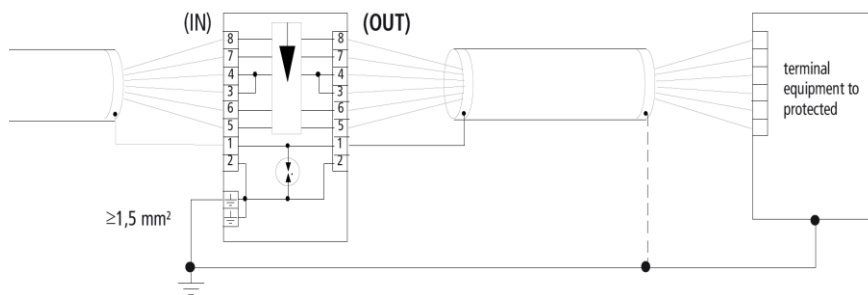 (IN)
(OUT)
8
7
4
3
6
5
1
2
8
7
4
3
6
5
1
2
≥1,5 mm²
terminal
equipment to
protected